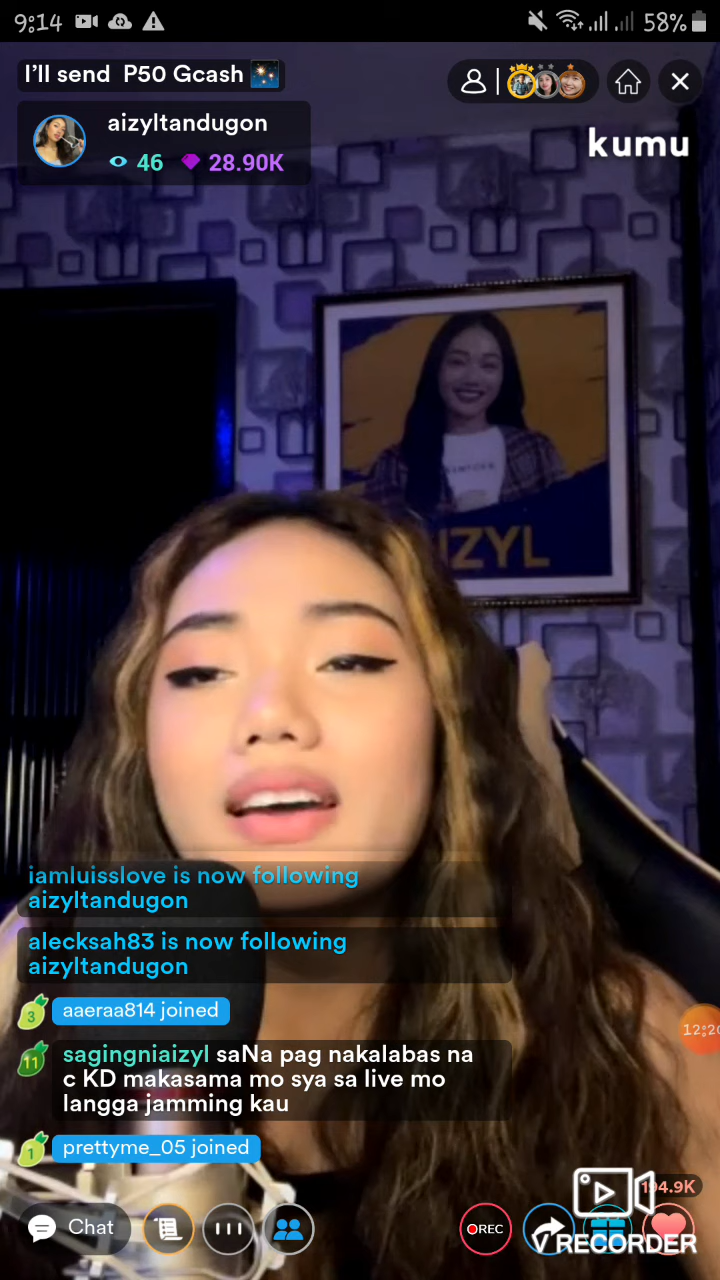 9:14
58%
I'll send P50 Gcash
aizyltandugon
46 28.90K
kumu
IZYL
iamluisslove is now following
aizyltandugon
alecksah83 is now following
aizyltandugon
3 aaeraa814 joined
11 sagingniaizyl saNa pag nakalabas na
c KD makasama mo sya sa live mo
langga jamming kau
1 prettyme_05 joined
Chat
REC
V RECORDER